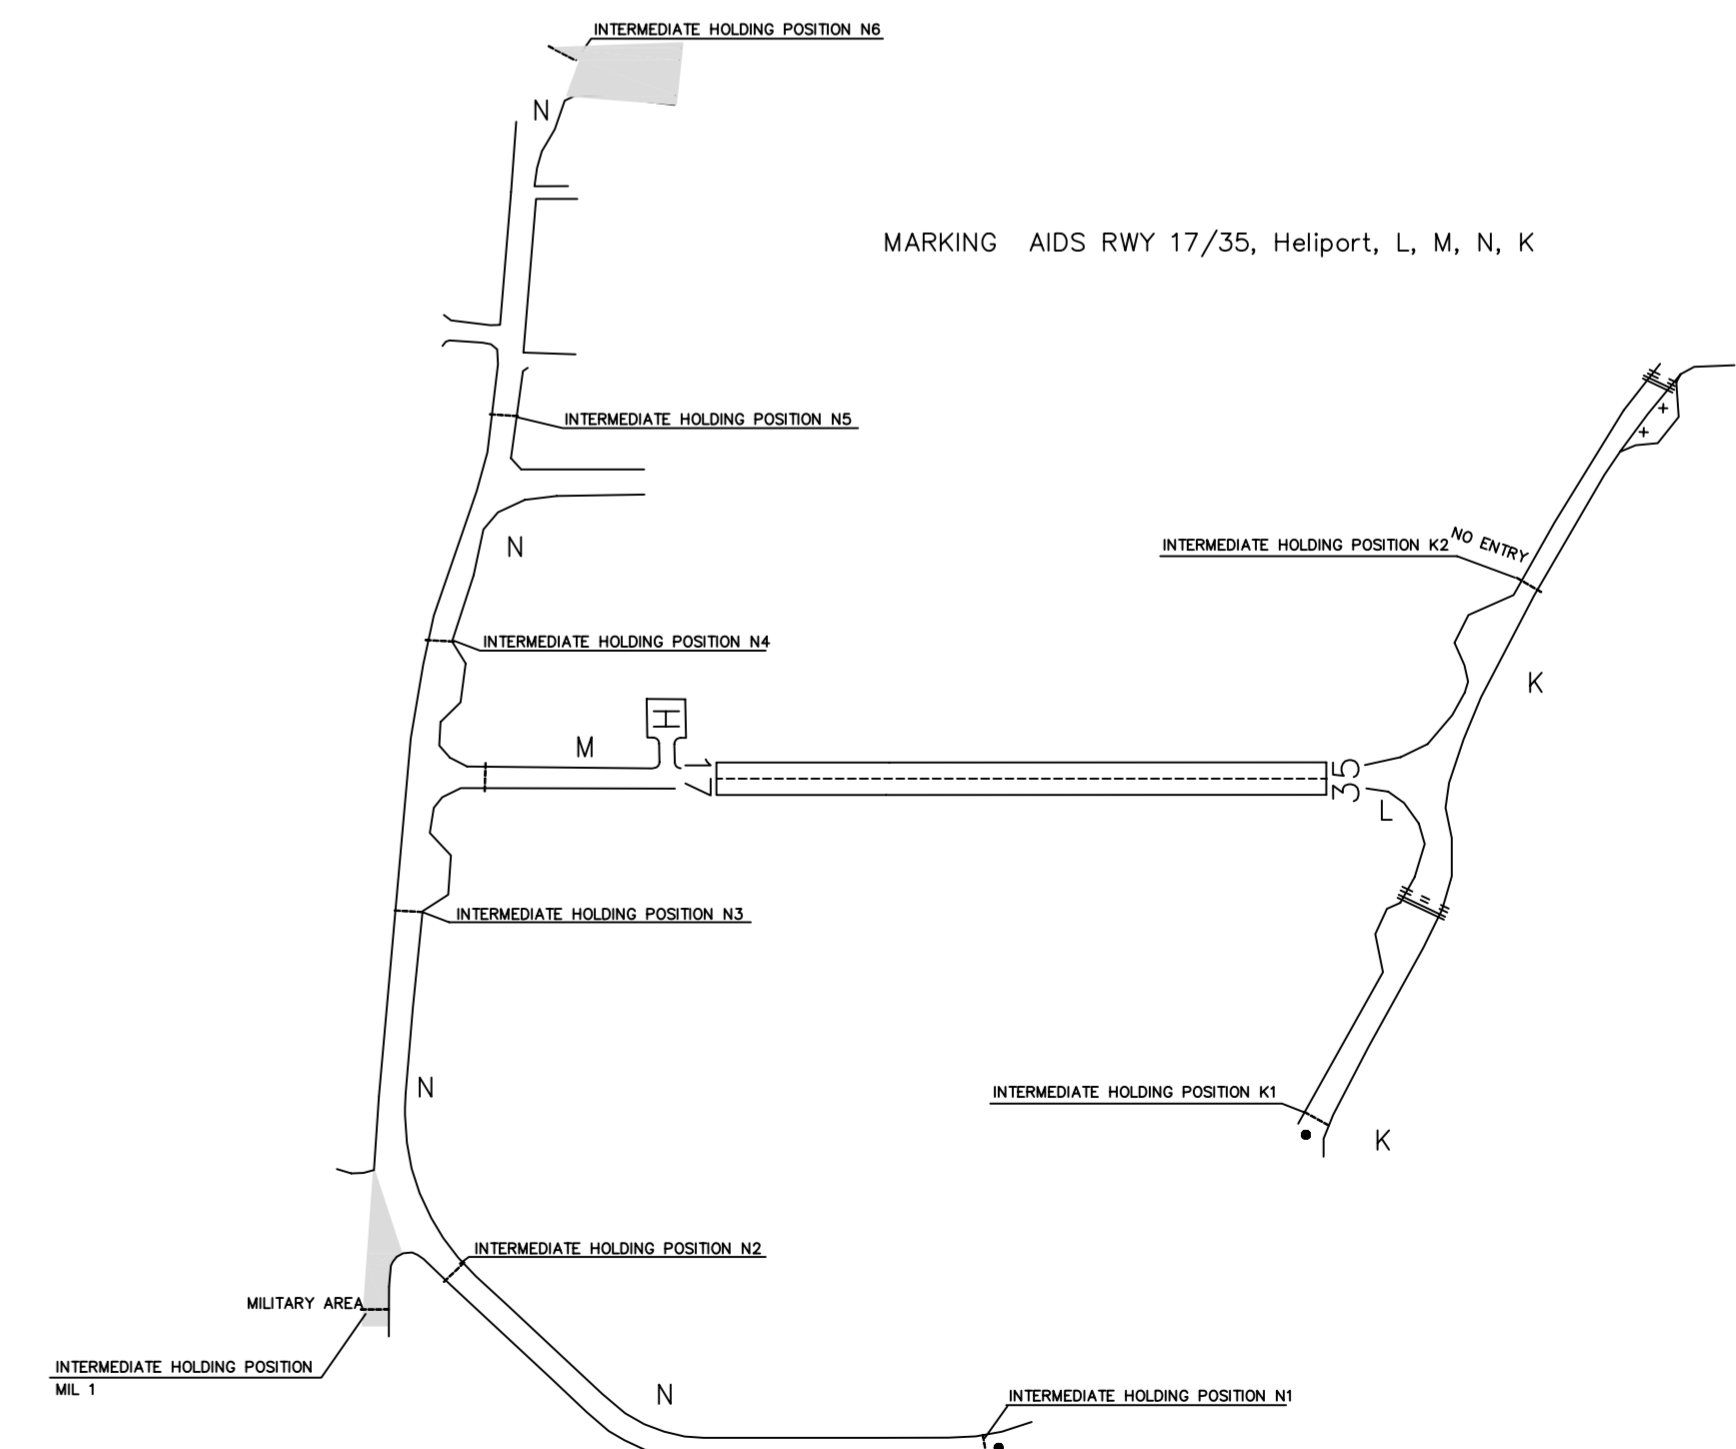 INTERMEDIATE HOLDING POSITION N6
N
MARKING AIDS RWY 17/35, Heliport, L, M, N, K
INTERMEDIATE HOLDING POSITION N5
NO ENTRY
INTERMEDIATE HOLDING POSITION K2
N
INTERMEDIATE HOLDING POSITION N4
K
H
M
17
35
L
INTERMEDIATE HOLDING POSITION N3
N
INTERMEDIATE HOLDING POSITION K1
K
INTERMEDIATE HOLDING POSITION N2
MILITARY AREA
INTERMEDIATE HOLDING POSITION
MIL 1
N
INTERMEDIATE HOLDING POSITION N1